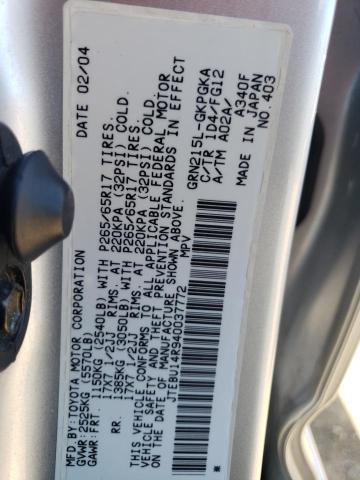 MFD.BY:TOYOTA MOTOR CORPORATION DATE 02/04
GVWR:2525KG(5570LB)
GAWR:FRT. 1150KG(2540LB) WITH P265/65R17 TIRES.
17X7 1/2JJ RIMS. AT 220KPA (32PSI) COLD.
RR. 1385KG(3050LB) WITH P265/65R17 TIRES.
17X7 1/2JJ RIMS. AT 220KPA (32PSI) COLD.
THIS VEHICLE CONFORMS TO ALL APPLICABLE FEDERAL MOTOR
VEHICLE SAFETY AND THEFT PREVENTION STANDARDS IN EFFECT
ON THE DATE OF MANUFACTURE SHOWN ABOVE.
JTEBU14R940037772 MPV
GRN215L-GKPGKA
C/TR 1D4/FG12
A/TM A02A/ A340F
MADE IN JAPAN
NO.403